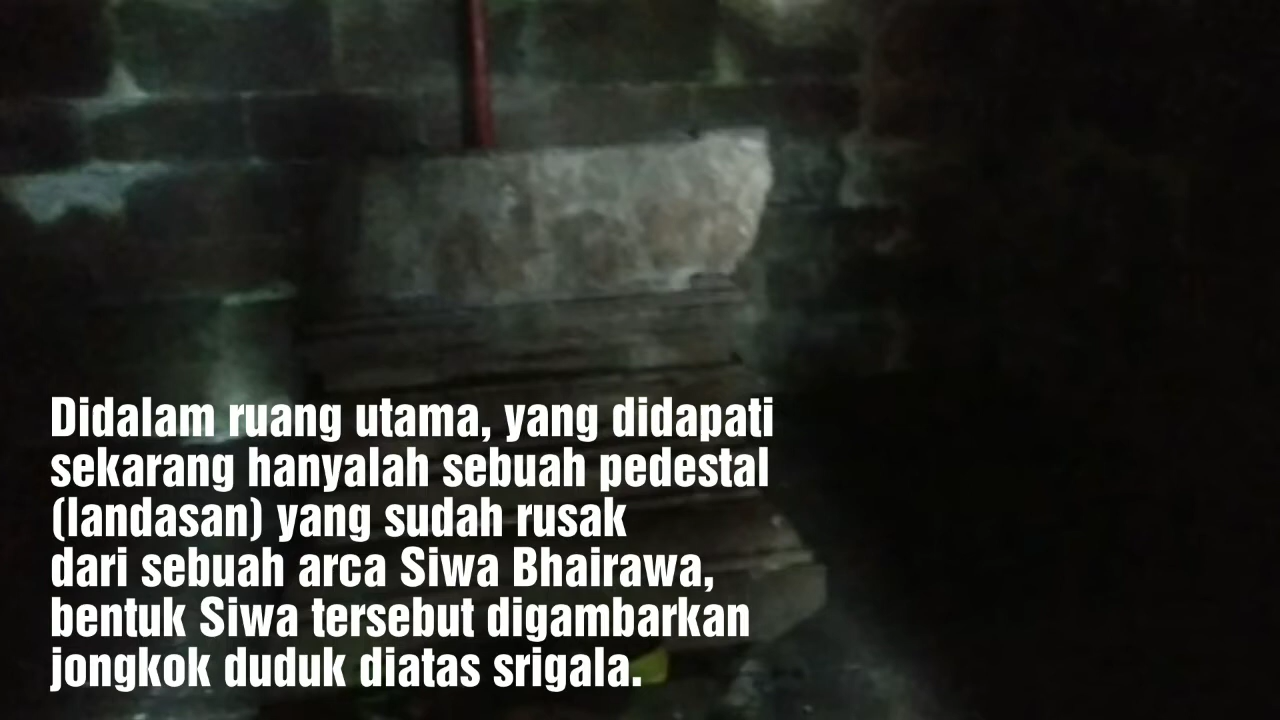 Didalam ruang utama, yang didapati
sekarang hanyalah sebuah pedestal
(landasan) yang sudah rusak
dari sebuah arca Siwa Bhairawa,
bentuk Siwa tersebut digambarkan
jongkok duduk diatas srigala.